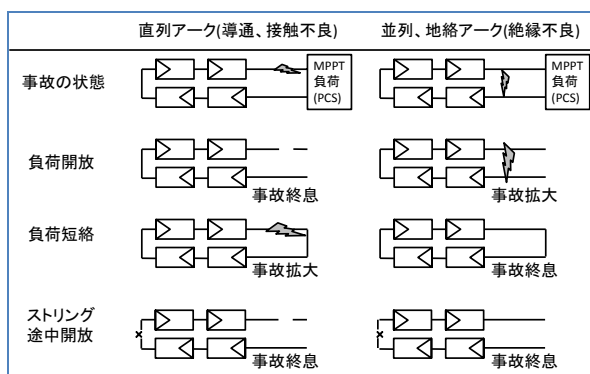 直列アーク(導通、接触不良)
並列、地絡アーク(絶縁不良)
事故の状態
MPPT
負荷
(PCS)
MPPT
負荷
(PCS)
負荷開放
事故終息
事故拡大
負荷短絡
事故拡大
事故終息
ストリング
途中開放
×
事故終息
×
事故終息